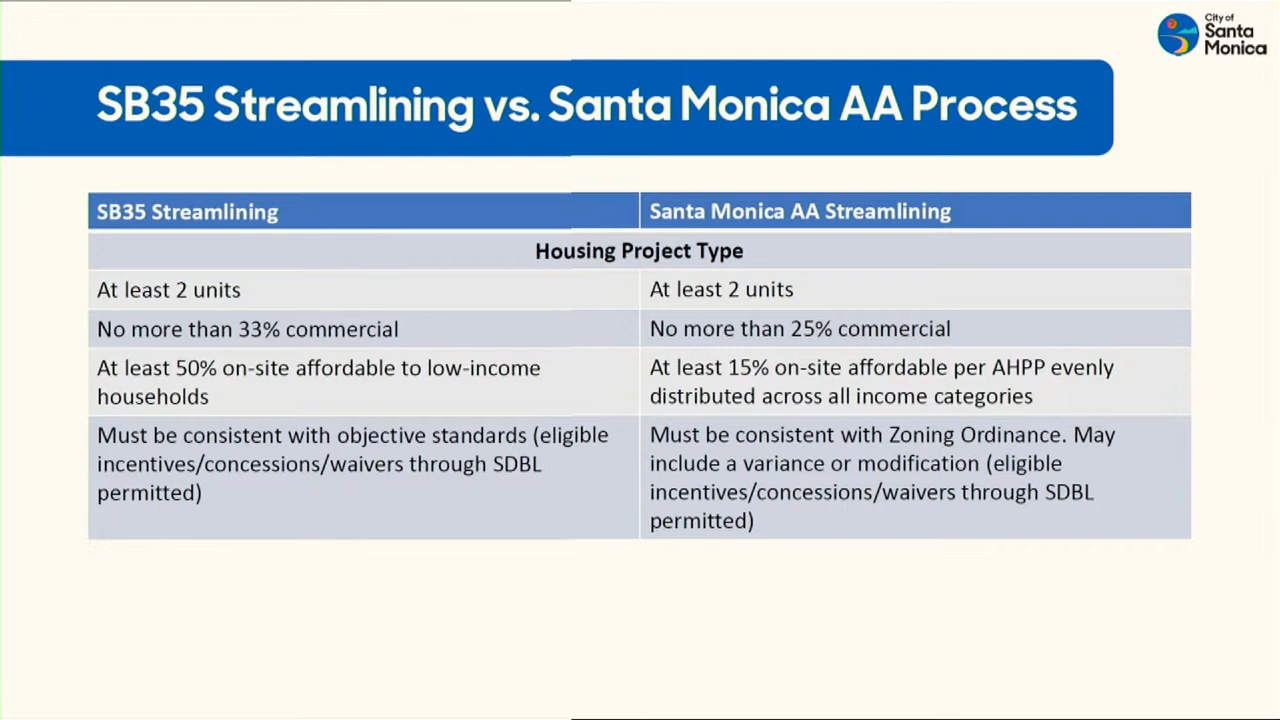 City of
Santa
Monica
SB35 Streamlining vs. Santa Monica AA Process
SB35 Streamlining
Santa Monica AA Streamlining
Housing Project Type
At least 2 units
At least 2 units
No more than 33% commercial
No more than 25% commercial
At least 50% on-site affordable to low-income
households
At least 15% on-site affordable per AHPP evenly
distributed across all income categories
Must be consistent with objective standards (eligible
incentives/concessions/waivers through SDBL
permitted)
Must be consistent with Zoning Ordinance. May
include a variance or modification (eligible
incentives/concessions/waivers through SDBL
permitted)